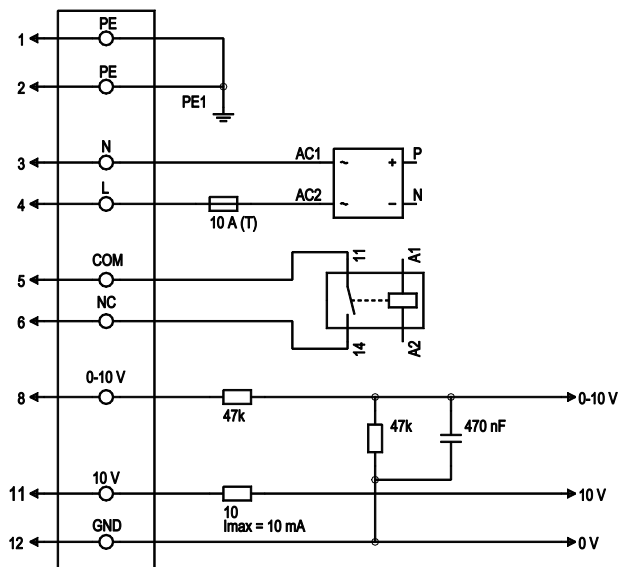 PE
1
PE
2
PE1
N
AC1
~
+
P
3
L
AC2
~
−
N
4
10 A (T)
COM
11
A1
5
NC
6
14
A2
0-10 V
8
47k
0-10 V
47k
470 nF
10 V
11
10
10 V
Imax = 10 mA
GND
12
0 V